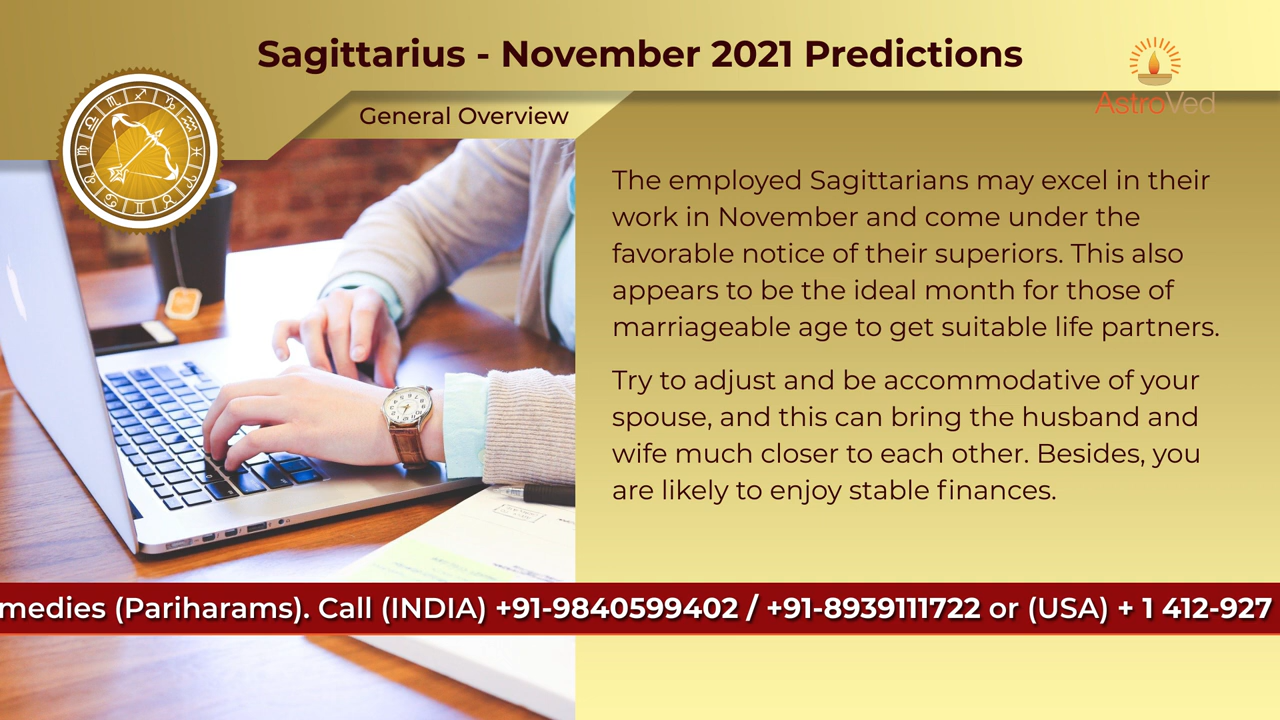 Sagittarius - November 2021 Predictions
AstroVed
General Overview
The employed Sagittarians may excel in their
work in November and come under the
favorable notice of their superiors. This also
appears to be the ideal month for those of
marriageable age to get suitable life partners.
Try to adjust and be accommodative of your
spouse, and this can bring the husband and
wife much closer to each other. Besides, you
are likely to enjoy stable finances.
medies (Pariharams). Call (INDIA) +91-9840599402 / +91-8939111722 or (USA) + 1 412-927